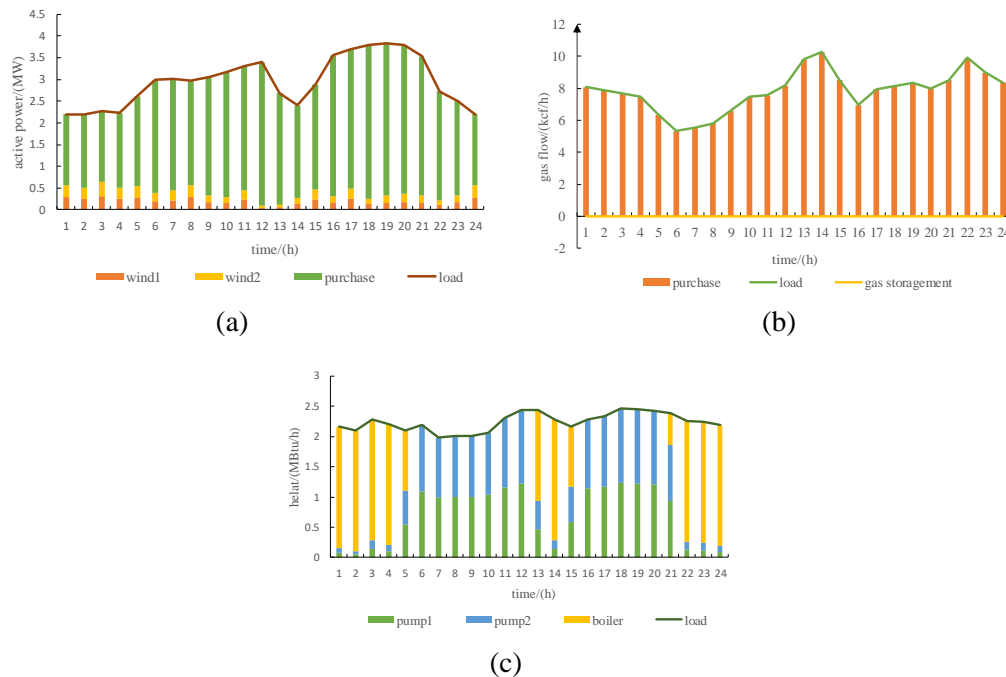 4.5
4
3.5
3
2.5
2
1.5
1
0.5
0
active power/(MW)
1 2 3 4 5 6 7 8 9 10 11 12 13 14 15 16 17 18 19 20 21 22 23 24
time/(h)
wind1 wind2 purchase load
(a)
12
10
8
6
4
2
0
-2
gas flow/(kcf/h)
1 2 3 4 5 6 7 8 9 10 11 12 13 14 15 16 17 18 19 20 21 22 23 24
time/(h)
purchase load gas storagement
(b)
3
2.5
2
1.5
1
0.5
0
helat/(MBtu/h)
1 2 3 4 5 6 7 8 9 10 11 12 13 14 15 16 17 18 19 20 21 22 23 24
time/(h)
pump1 pump2 boiler load
(c)